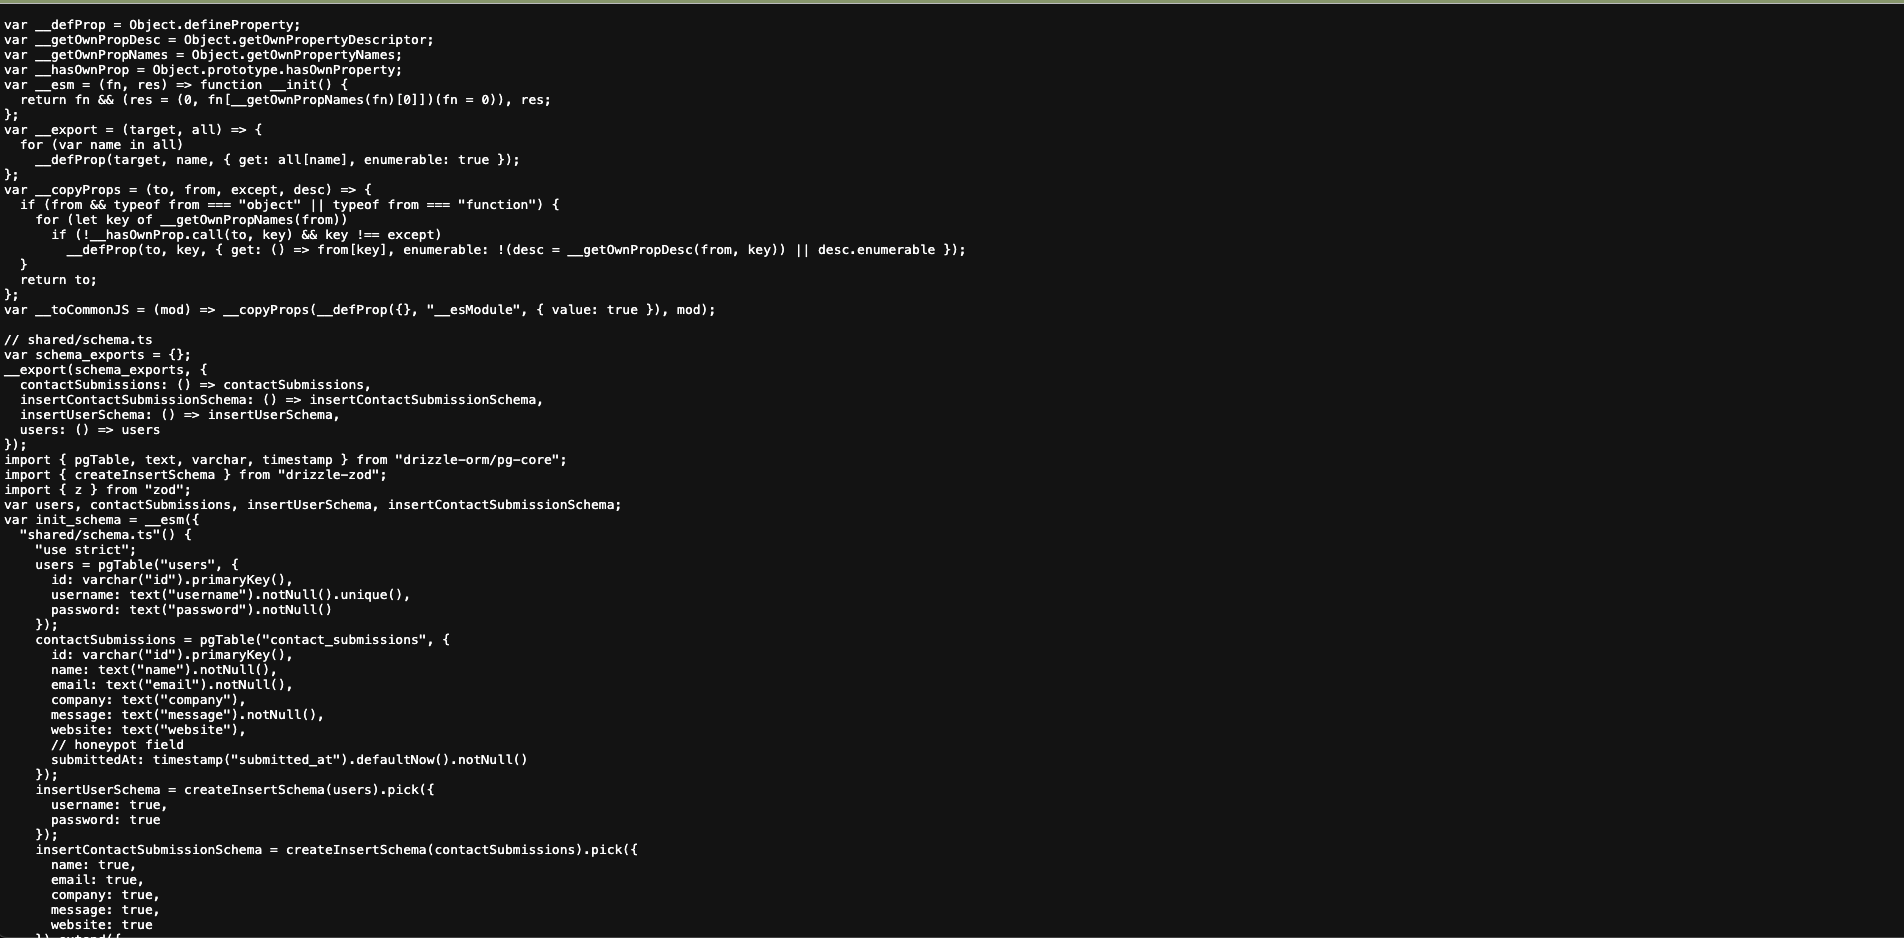 var __defProp = Object.defineProperty;
var __getOwnPropDesc = Object.getOwnPropertyDescriptor;
var __getOwnPropNames = Object.getOwnPropertyNames;
var __hasOwnProp = Object.prototype.hasOwnProperty;
var __esm = (fn, res) => function __init() {
  return fn && (res = (0, fn[__getOwnPropNames(fn)[0]])(fn = 0)), res;
};
var __export = (target, all) => {
  for (var name in all)
    __defProp(target, name, { get: all[name], enumerable: true });
};
var __copyProps = (to, from, except, desc) => {
  if (from && typeof from === "object" || typeof from === "function") {
    for (let key of __getOwnPropNames(from))
      if (!__hasOwnProp.call(to, key) && key !== except)
        __defProp(to, key, { get: () => from[key], enumerable: !(desc = __getOwnPropDesc(from, key)) || desc.enumerable });
  }
  return to;
};
var __toCommonJS = (mod) => __copyProps(__defProp({}, "__esModule", { value: true }), mod);

// shared/schema.ts
var schema_exports = {};
__export(schema_exports, {
  contactSubmissions: () => contactSubmissions,
  insertContactSubmissionSchema: () => insertContactSubmissionSchema,
  insertUserSchema: () => insertUserSchema,
  users: () => users
});
import { pgTable, text, varchar, timestamp } from "drizzle-orm/pg-core";
import { createInsertSchema } from "drizzle-zod";
import { z } from "zod";
var users, contactSubmissions, insertUserSchema, insertContactSubmissionSchema;
var init_schema = __esm({
  "shared/schema.ts"() {
    "use strict";
    users = pgTable("users", {
      id: varchar("id").primaryKey(),
      username: text("username").notNull().unique(),
      password: text("password").notNull()
    });
    contactSubmissions = pgTable("contact_submissions", {
      id: varchar("id").primaryKey(),
      name: text("name").notNull(),
      email: text("email").notNull(),
      company: text("company"),
      message: text("message").notNull(),
      website: text("website"),
      // honeypot field
      submittedAt: timestamp("submitted_at").defaultNow().notNull()
    });
    insertUserSchema = createInsertSchema(users).pick({
      username: true,
      password: true
    });
    insertContactSubmissionSchema = createInsertSchema(contactSubmissions).pick({
      name: true,
      email: true,
      company: true,
      message: true,
      website: true